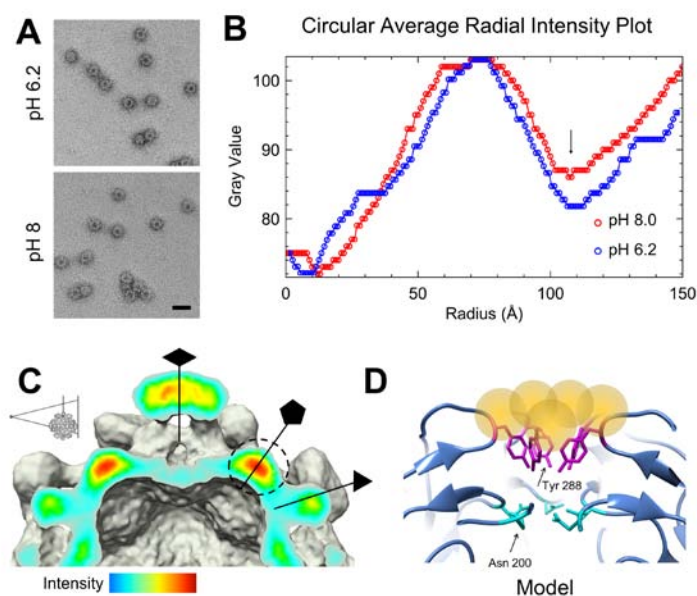 A
pH 6.2
pH 8
B
Circular Average Radial Intensity Plot
Gray Value
100
90
80
0
50
100
150
Radius (Å)
pH 8.0
pH 6.2
C
Intensity
D
Tyr 288
Asn 200
Model